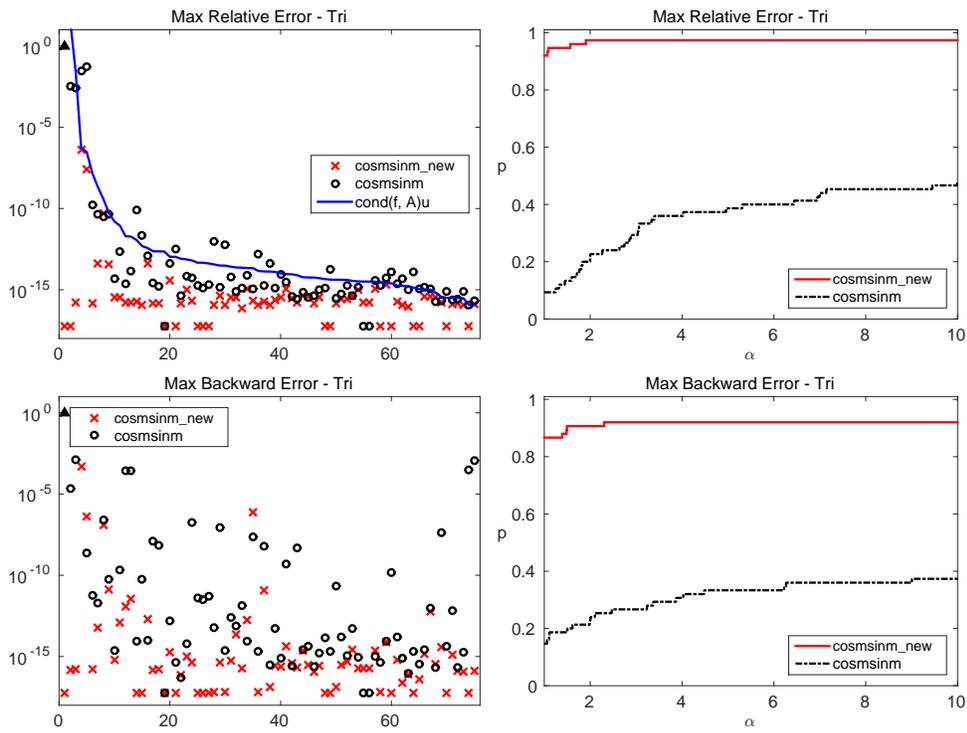 Max Relative Error - Tri
10^0
10^-5
10^-10
10^-15
0 20 40 60
cosmsinm_new
cosmsinm
cond(f, A)u
Max Relative Error - Tri
1
0.8
0.6
0.4
0.2
0
p
2 4 6 8 10
α
cosmsinm_new
cosmsinm
Max Backward Error - Tri
10^0
10^-5
10^-10
10^-15
0 20 40 60
cosmsinm_new
cosmsinm
Max Backward Error - Tri
1
0.8
0.6
0.4
0.2
0
p
2 4 6 8 10
α
cosmsinm_new
cosmsinm